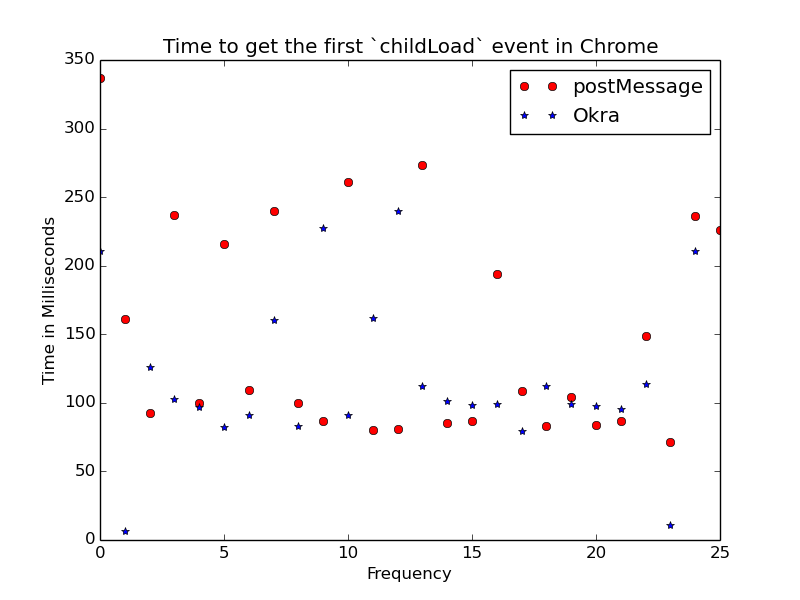 Time to get the first `childLoad` event in Chrome
postMessage
Okra
350
300
250
200
150
100
50
0
Time in Milliseconds
0 5 10 15 20 25
Frequency